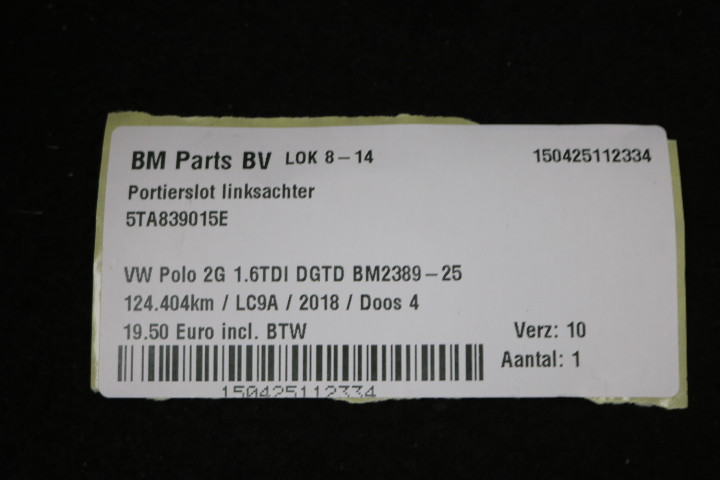 BM Parts BV LOK 8-14 150425112334
Portierslot linksachter
5TA839015E
VW Polo 2G 1.6TDI DGTD BM2389-25
124.404km / LC9A / 2018 / Doos 4
19.50 Euro incl. BTW Verz: 10
Aantal: 1
150425112334